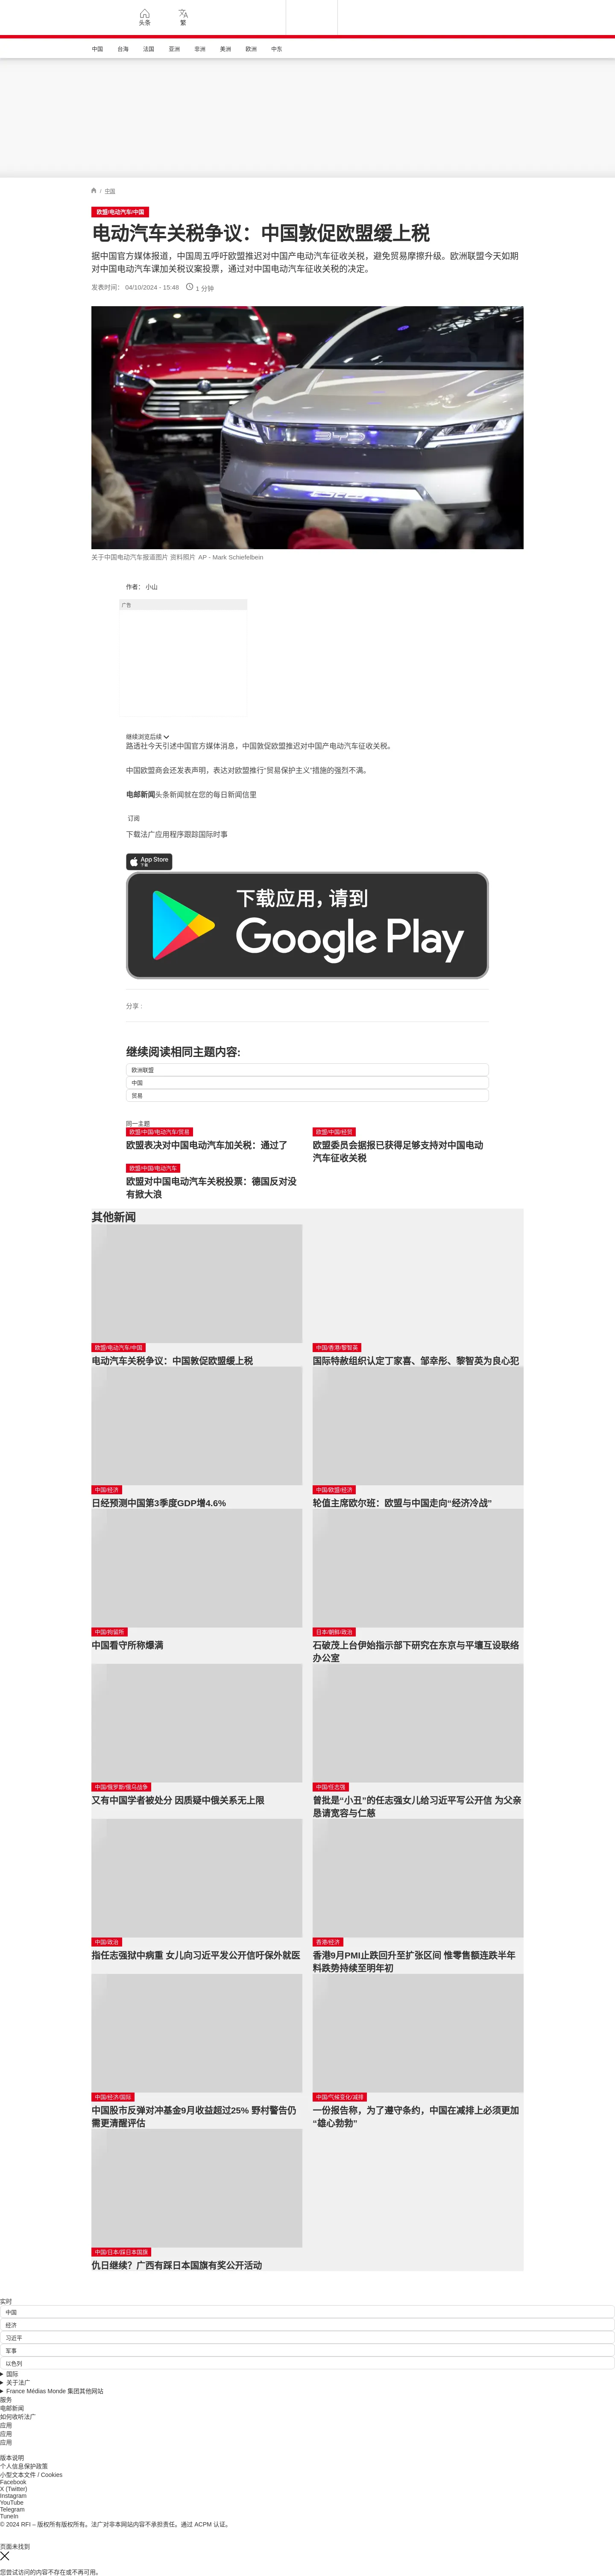 头条
繁
中国 台海 法国 亚洲 非洲 美洲 欧洲 中东
/ 中国
欧盟/电动汽车/中国
电动汽车关税争议：中国敦促欧盟缓上税
据中国官方媒体报道，中国周五呼吁欧盟推迟对中国产电动汽车征收关税，避免贸易摩擦升级。欧洲联盟今天如期
对中国电动汽车课加关税议案投票，通过对中国电动汽车征收关税的决定。
发表时间： 04/10/2024 - 15:48 1 分钟
BYD
关于中国电动汽车报道图片 资料照片 AP - Mark Schiefelbein
作者： 小山
广告
继续浏览后续
路透社今天引述中国官方媒体消息，中国敦促欧盟推迟对中国产电动汽车征收关税。
中国欧盟商会还发表声明，表达对欧盟推行“贸易保护主义”措施的强烈不满。
电邮新闻头条新闻就在您的每日新闻信里
订阅
下载法广应用程序跟踪国际时事
App Store
下载
下载应用，请到
Google Play
分享 :
继续阅读相同主题内容:
欧洲联盟
中国
贸易
同一主题
欧盟/中国/电动汽车/贸易
欧盟表决对中国电动汽车加关税：通过了
欧盟/中国/经贸
欧盟委员会据报已获得足够支持对中国电动
汽车征收关税
欧盟/中国/电动汽车
欧盟对中国电动汽车关税投票：德国反对没
有掀大浪
其他新闻
欧盟/电动汽车/中国
电动汽车关税争议：中国敦促欧盟缓上税
中国/香港/黎智英
国际特赦组织认定丁家喜、邹幸彤、黎智英为良心犯
中国/经济
日经预测中国第3季度GDP增4.6%
中国/欧盟/经济
轮值主席欧尔班：欧盟与中国走向“经济冷战”
中国/拘留所
中国看守所称爆满
日本/朝鲜/政治
石破茂上台伊始指示部下研究在东京与平壤互设联络
办公室
中国/俄罗斯/俄乌战争
又有中国学者被处分 因质疑中俄关系无上限
中国/任志强
曾批是“小丑”的任志强女儿给习近平写公开信 为父亲
恳请宽容与仁慈
中国/政治
指任志强狱中病重 女儿向习近平发公开信吁保外就医
香港/经济
香港9月PMI止跌回升至扩张区间 惟零售额连跌半年
料跌势持续至明年初
中国/经济/国际
中国股市反弹对冲基金9月收益超过25% 野村警告仍
需更清醒评估
中国/气候变化/减排
一份报告称，为了遵守条约，中国在减排上必须更加
“雄心勃勃”
中国/日本/踩日本国旗
仇日继续？广西有踩日本国旗有奖公开活动
实时
中国
经济
习近平
军事
以色列
国际
关于法广
France Médias Monde 集团其他网站
服务
电邮新闻
如何收听法广
应用
应用
应用
版本说明
个人信息保护政策
小型文本文件 / Cookies
Facebook
X (Twitter)
Instagram
YouTube
Telegram
TuneIn
© 2024 RFI – 版权所有版权所有。法广对非本网站内容不承担责任。通过 ACPM 认证。
页面未找到
您尝试访问的内容不存在或不再可用。